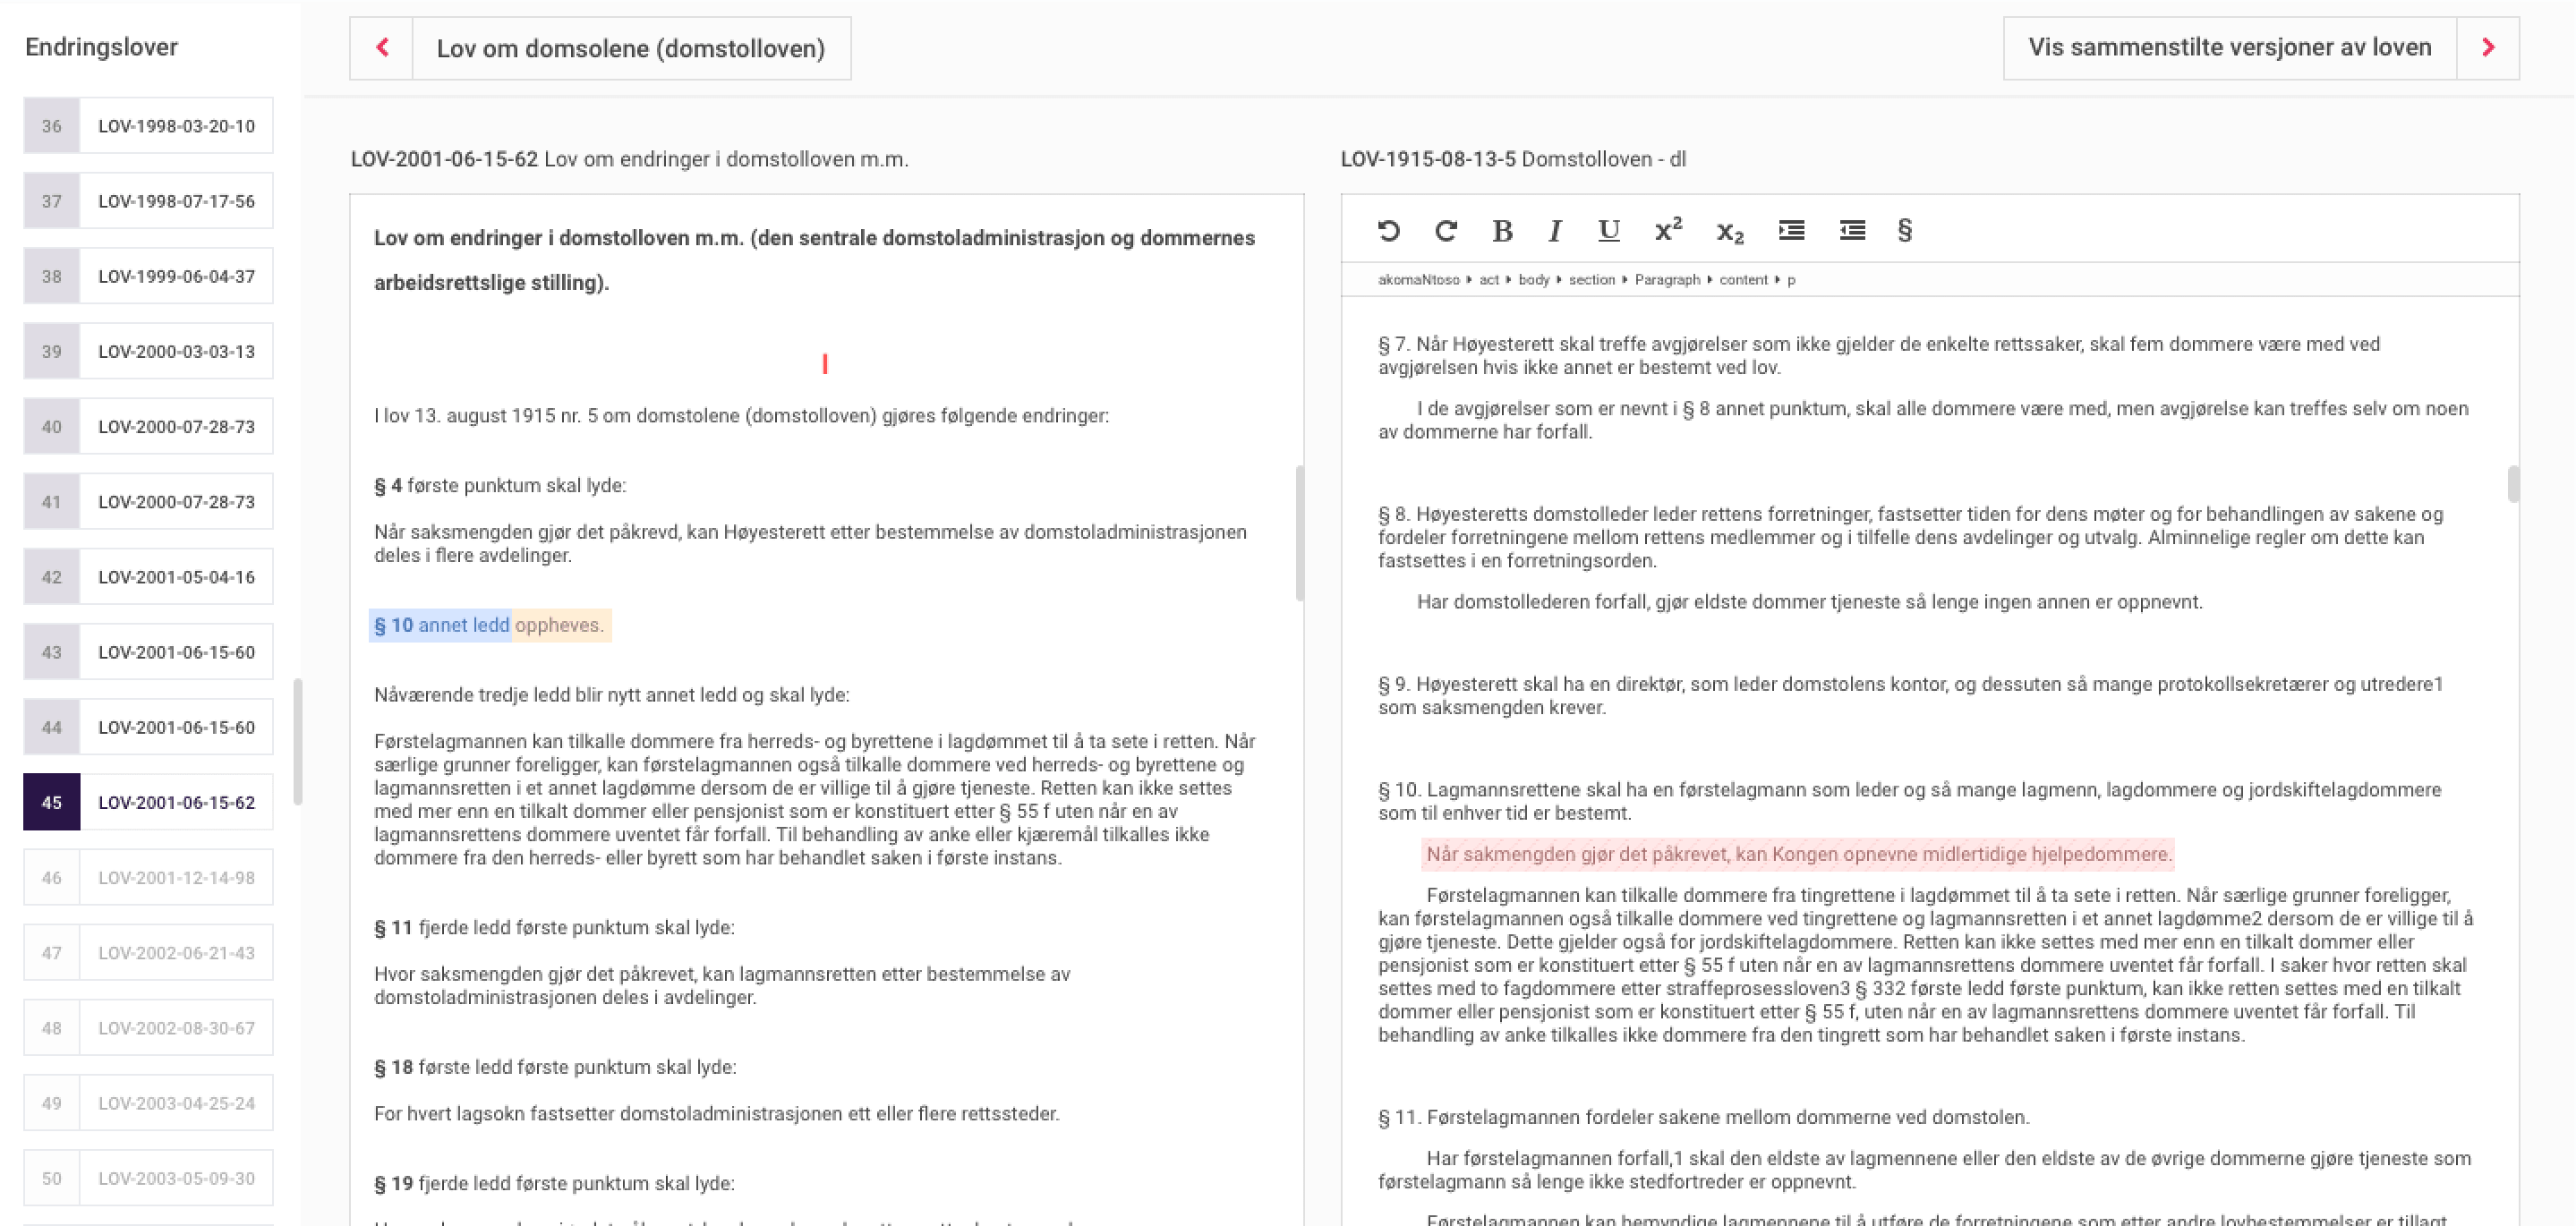 Endringslover
Lov om domsolene (domstolloven)
Vis sammenstilte versjoner av loven
36 LOV-1998-03-20-10
37 LOV-1998-07-17-56
38 LOV-1999-06-04-37
39 LOV-2000-03-03-13
40 LOV-2000-07-28-73
41 LOV-2000-07-28-73
42 LOV-2001-05-04-16
43 LOV-2001-06-15-60
44 LOV-2001-06-15-60
45 LOV-2001-06-15-62
46 LOV-2001-12-14-98
47 LOV-2002-06-21-43
48 LOV-2002-08-30-67
49 LOV-2003-04-25-24
50 LOV-2003-05-09-30
LOV-2001-06-15-62 Lov om endringer i domstolloven m.m.
Lov om endringer i domstolloven m.m. (den sentrale domstoladministrasjon og dommernes
arbeidsrettslige stilling).
I
I lov 13. august 1915 nr. 5 om domstolene (domstolloven) gjøres følgende endringer:
§ 4 første punktum skal lyde:
Når saksmengden gjør det påkrevd, kan Høyesterett etter bestemmelse av domstoladministrasjonen
deles i flere avdelinger.
§ 10 annet ledd oppheves.
Nåværende tredje ledd blir nytt annet ledd og skal lyde:
Førstelagmannen kan tilkalle dommere fra herreds- og byrettene i lagdømmet til å ta sete i retten. Når
særlige grunner foreligger, kan førstelagmannen også tilkalle dommere ved herreds- og byrettene og
lagmannsretten i et annet lagdømme dersom de er villige til å gjøre tjeneste. Retten kan ikke settes
med mer enn en tilkalt dommer eller pensjonist som er konstituert etter § 55 f uten når en av
lagmannsrettens dommere uventet får forfall. Til behandling av anke eller kjæremål tilkalles ikke
dommere fra den herreds- eller byrett som har behandlet saken i første instans.
§ 11 fjerde ledd første punktum skal lyde:
Hvor saksmengden gjør det påkrevet, kan lagmannsretten etter bestemmelse av
domstoladministrasjonen deles i avdelinger.
§ 18 første ledd første punktum skal lyde:
For hvert lagsokn fastsetter domstoladministrasjonen ett eller flere rettssteder.
§ 19 fjerde ledd første punktum skal lyde:
LOV-1915-08-13-5 Domstolloven - dl
B I U x² x₂ §
akomaNtoso act body section Paragraph content p
§ 7. Når Høyesterett skal treffe avgjørelser som ikke gjelder de enkelte rettssaker, skal fem dommere være med ved
avgjørelsen hvis ikke annet er bestemt ved lov.
I de avgjørelser som er nevnt i § 8 annet punktum, skal alle dommere være med, men avgjørelse kan treffes selv om noen
av dommerne har forfall.
§ 8. Høyesteretts domstolleder leder rettens forretninger, fastsetter tiden for dens møter og for behandlingen av sakene og
fordeler forretningene mellom rettens medlemmer og i tilfelle dens avdelinger og utvalg. Alminnelige regler om dette kan
fastsettes i en forretningsorden.
Har domstollederen forfall, gjør eldste dommer tjeneste så lenge ingen annen er oppnevnt.
§ 9. Høyesterett skal ha en direktør, som leder domstolens kontor, og dessuten så mange protokollsekretærer og utredere1
som saksmengden krever.
§ 10. Lagmannsrettene skal ha en førstelagmann som leder og så mange lagmenn, lagdommere og jordskiftelagdommere
som til enhver tid er bestemt.
Når sakmengden gjør det påkrevet, kan Kongen opnevne midlertidige hjelpedommere.
Førstelagmannen kan tilkalle dommere fra tingrettene i lagdømmet til å ta sete i retten. Når særlige grunner foreligger,
kan førstelagmannen også tilkalle dommere ved tingrettene og lagmannsretten i et annet lagdømme2 dersom de er villige til å
gjøre tjeneste. Dette gjelder også for jordskiftelagdommere. Retten kan ikke settes med mer enn en tilkalt dommer eller
pensjonist som er konstituert etter § 55 f uten når en av lagmannsrettens dommere uventet får forfall. I saker hvor retten skal
settes med to fagdommere etter straffeprosessloven3 § 332 første ledd første punktum, kan ikke retten settes med en tilkalt
dommer eller pensjonist som er konstituert etter § 55 f, uten når en av lagmannsrettens dommere uventet får forfall. Til
behandling av anke tilkalles ikke dommere fra den tingrett som har behandlet saken i første instans.
§ 11. Førstelagmannen fordeler sakene mellom dommerne ved domstolen.
Har førstelagmannen forfall,1 skal den eldste av lagmennene eller den eldste av de øvrige dommerne gjøre tjeneste som
førstelagmann så lenge ikke stedfortreder er oppnevnt.
Førstelagmannen kan bemyndige lagmennene til å utføre de forretningene som etter andre lovbestemmelser er tillagt